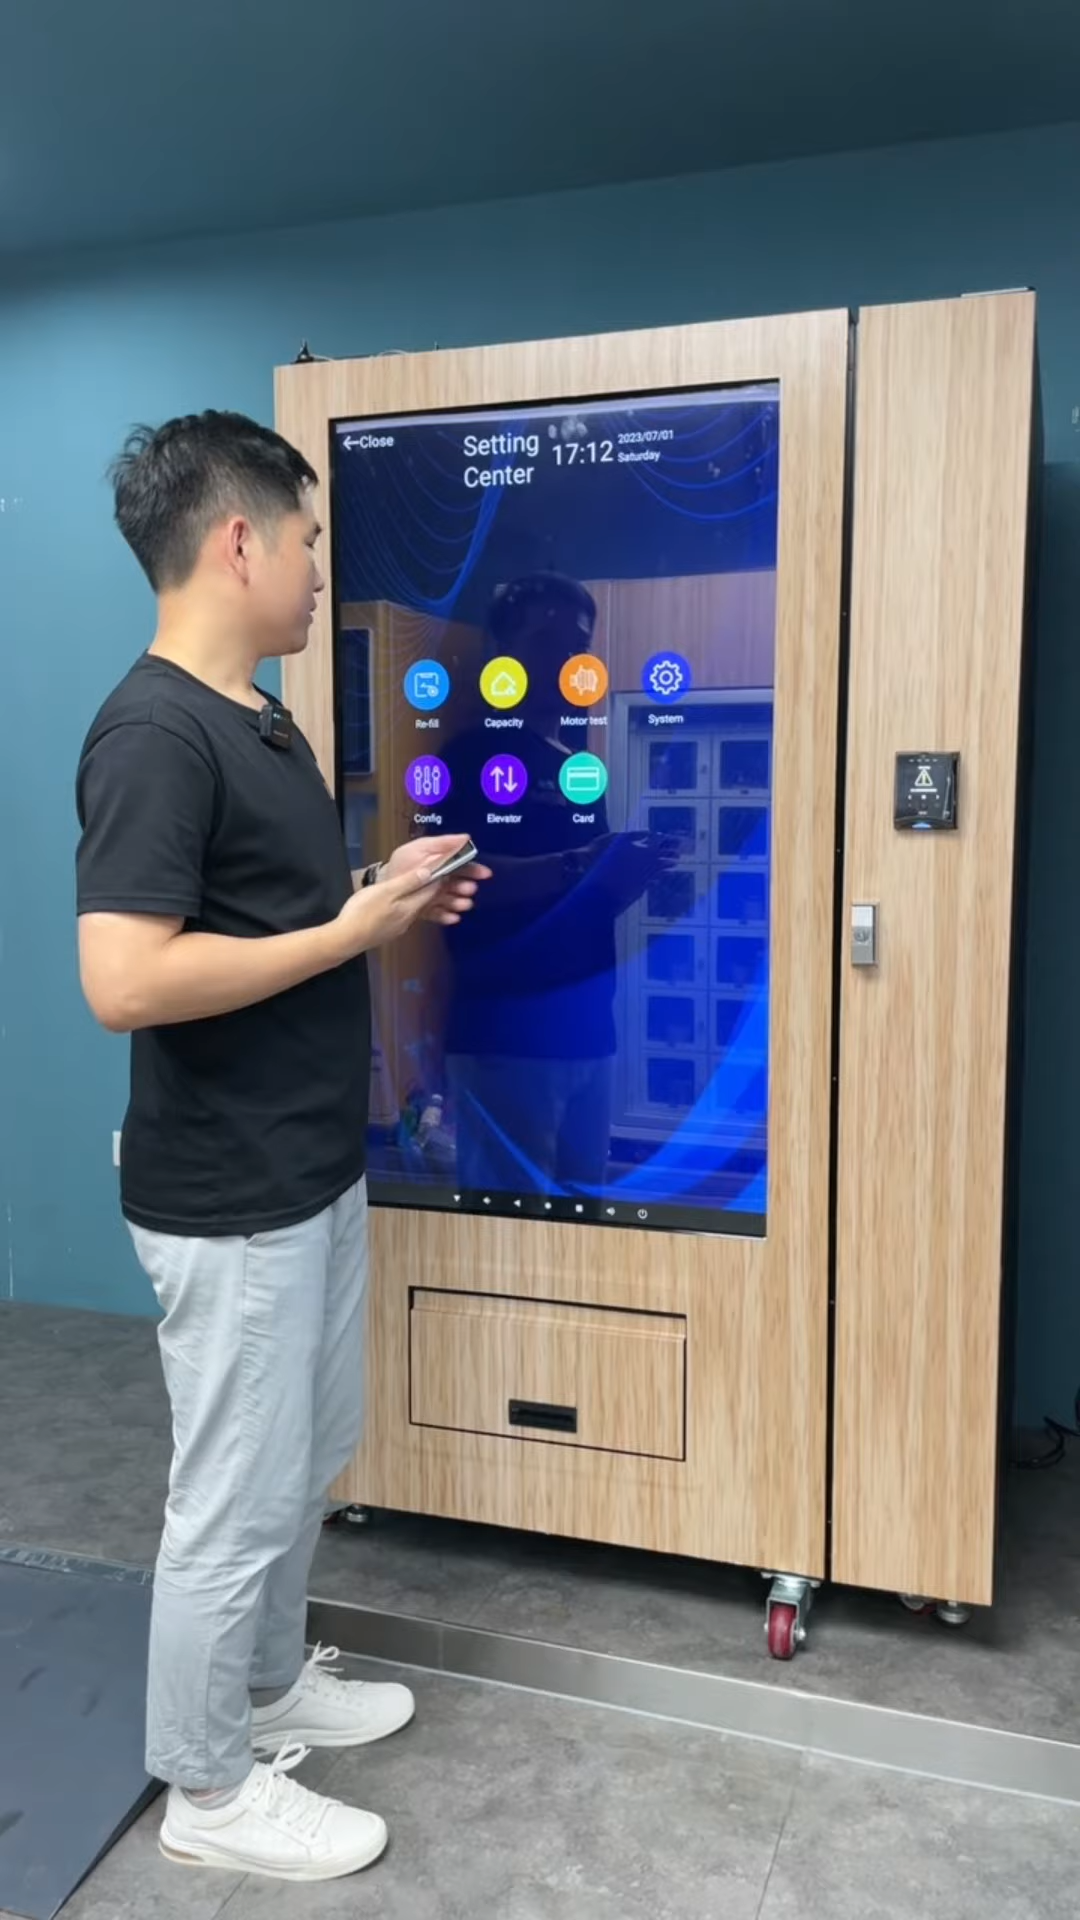 ←Close
Setting
Center
17:12
2023/07/01
Saturday
Re-fill
Capacity
Motor test
System
Config
Elevator
Card